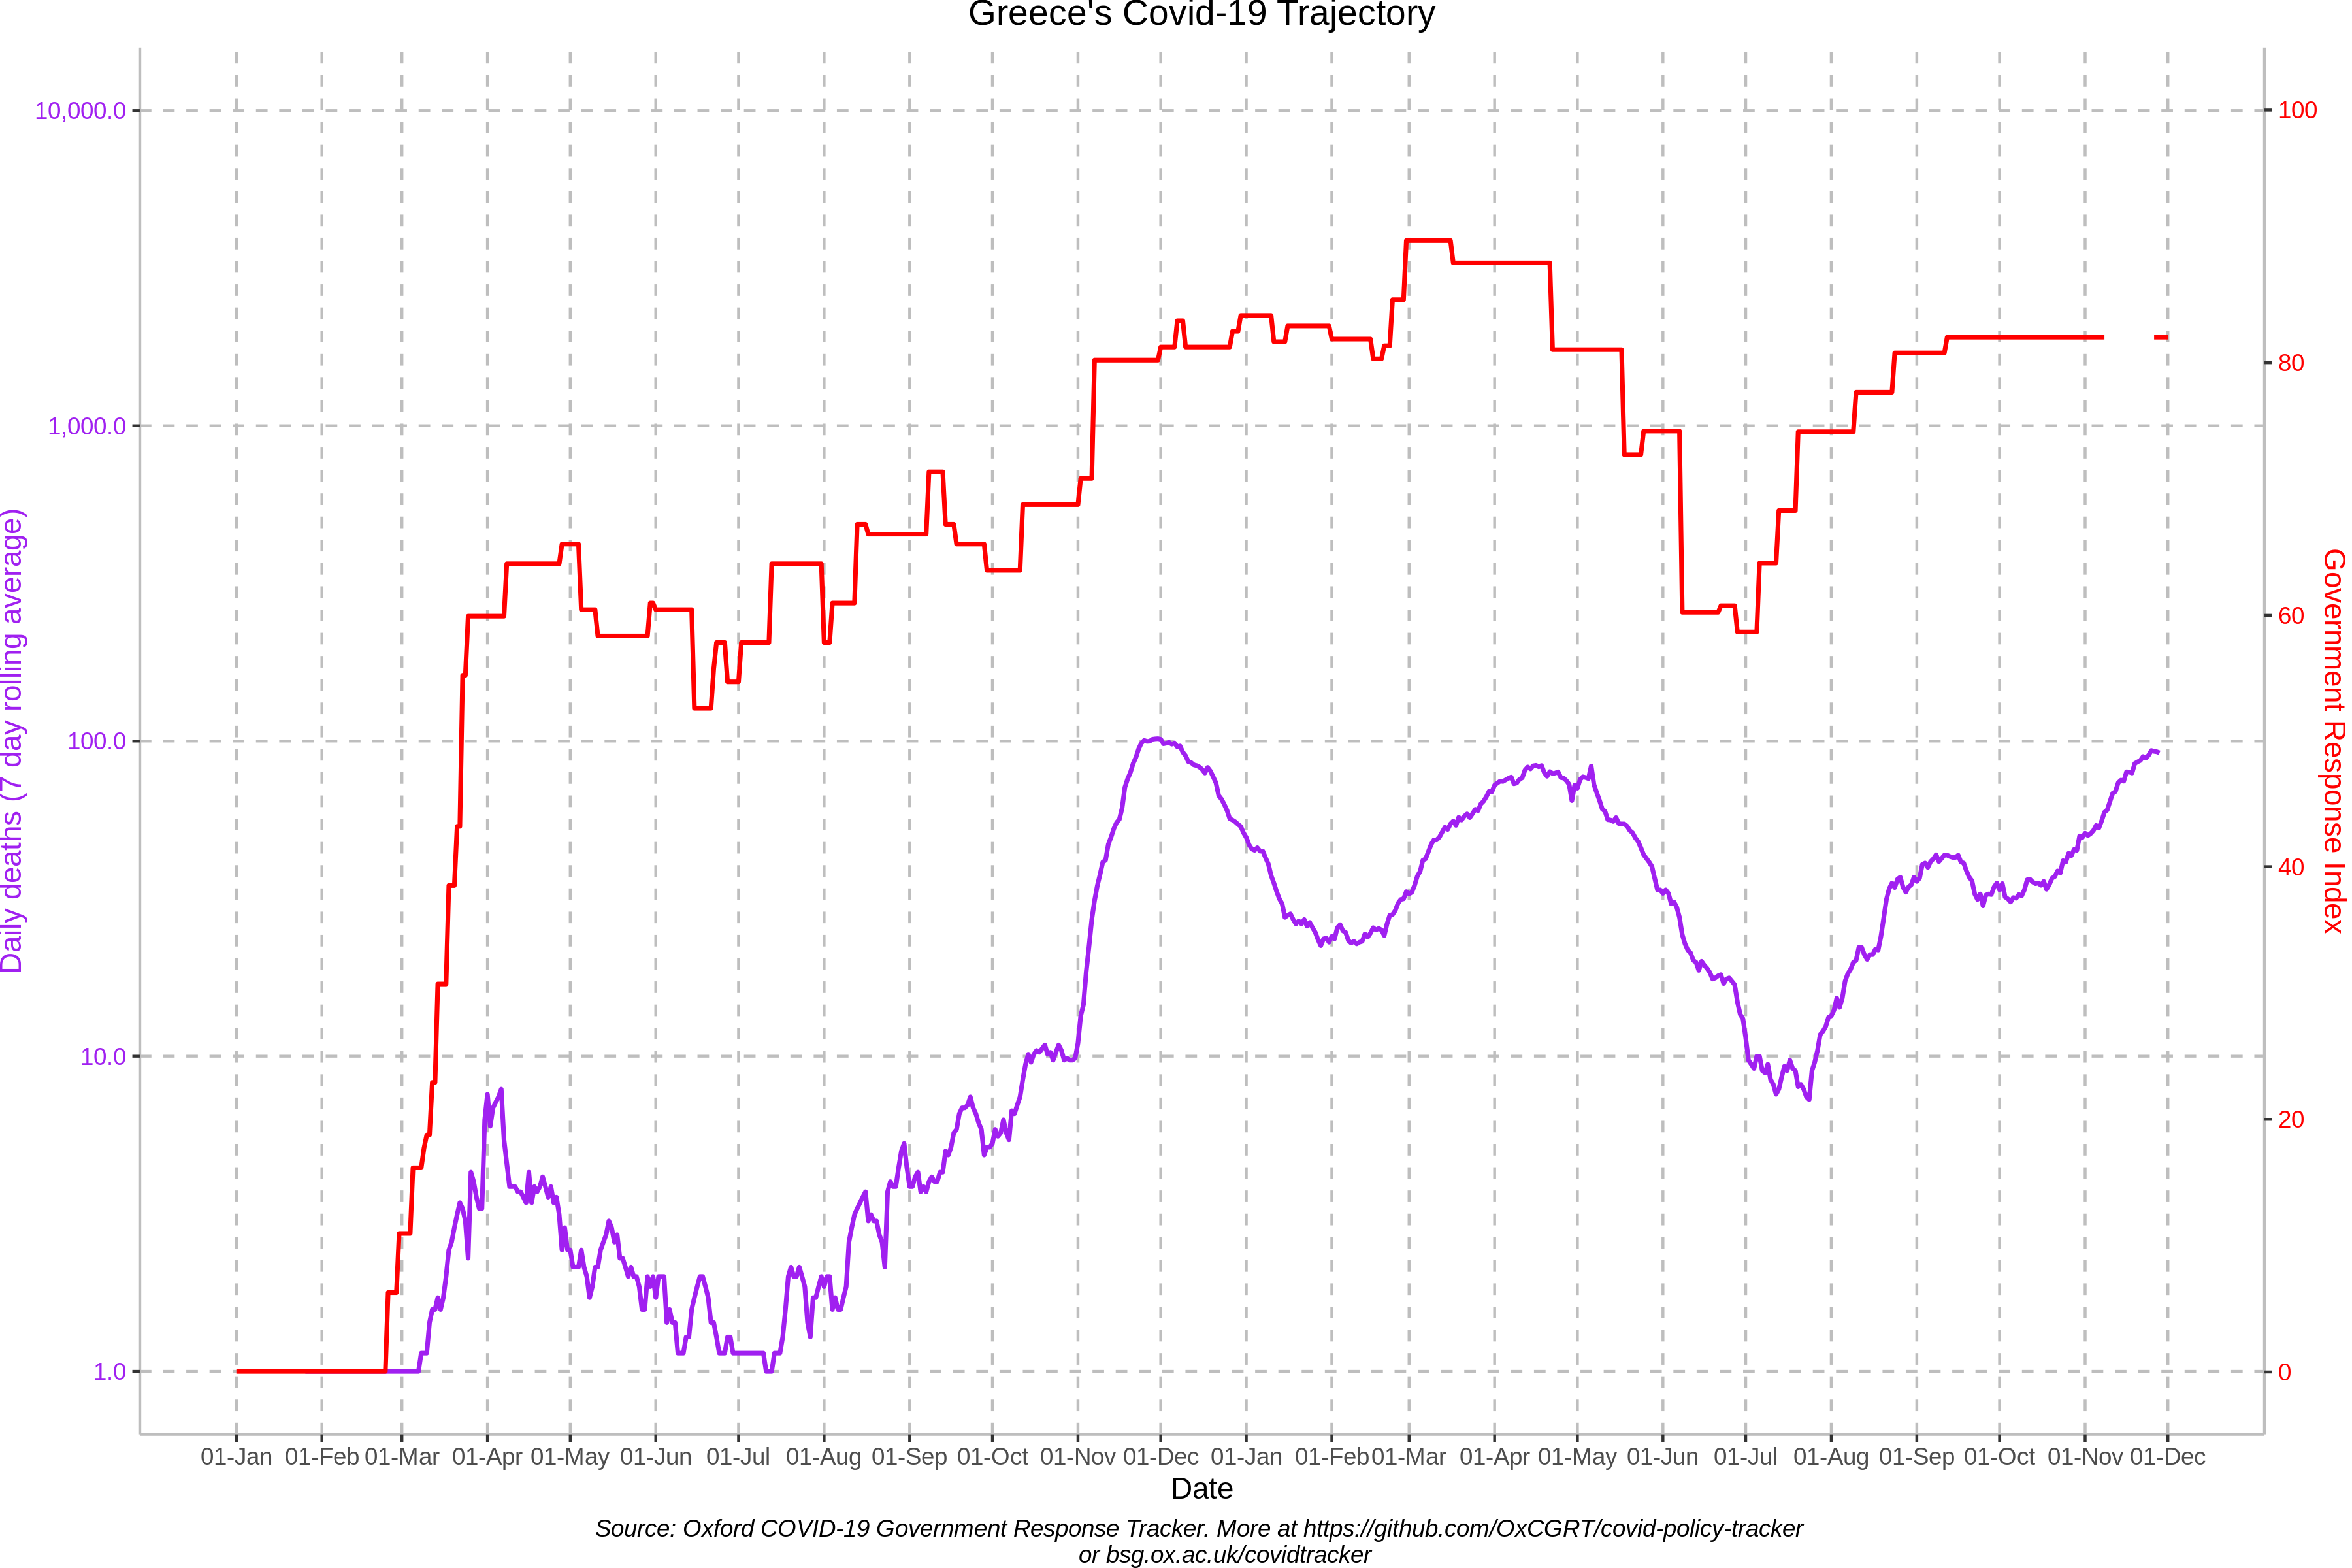 Greece's Covid-19 Trajectory
10,000.0
1,000.0
100.0
10.0
1.0
Daily deaths (7 day rolling average)
100
80
60
40
20
0
Government Response Index
01-Jan 01-Feb 01-Mar 01-Apr 01-May 01-Jun 01-Jul 01-Aug 01-Sep 01-Oct 01-Nov 01-Dec 01-Jan 01-Feb 01-Mar 01-Apr 01-May 01-Jun 01-Jul 01-Aug 01-Sep 01-Oct 01-Nov 01-Dec
Date
Source: Oxford COVID-19 Government Response Tracker. More at https://github.com/OxCGRT/covid-policy-tracker
or bsg.ox.ac.uk/covidtracker